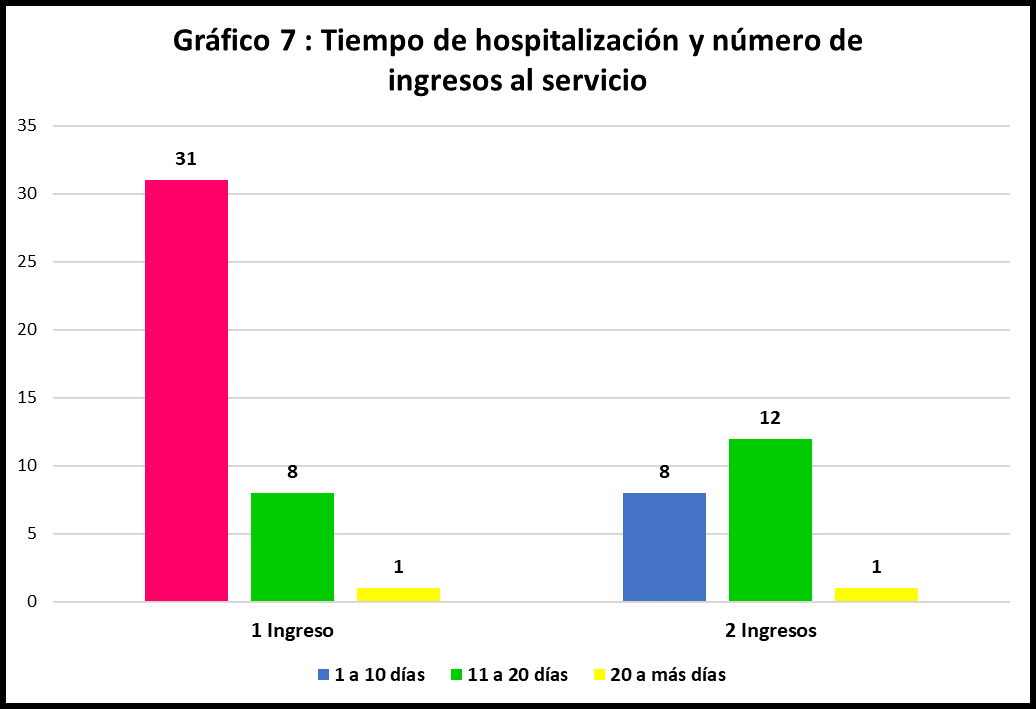 Gráfico 7 : Tiempo de hospitalización y número de
ingresos al servicio
35
30
25
20
15
10
5
0
31
8
1
8
12
1
1 Ingreso
2 Ingresos
1 a 10 días
11 a 20 días
20 a más días